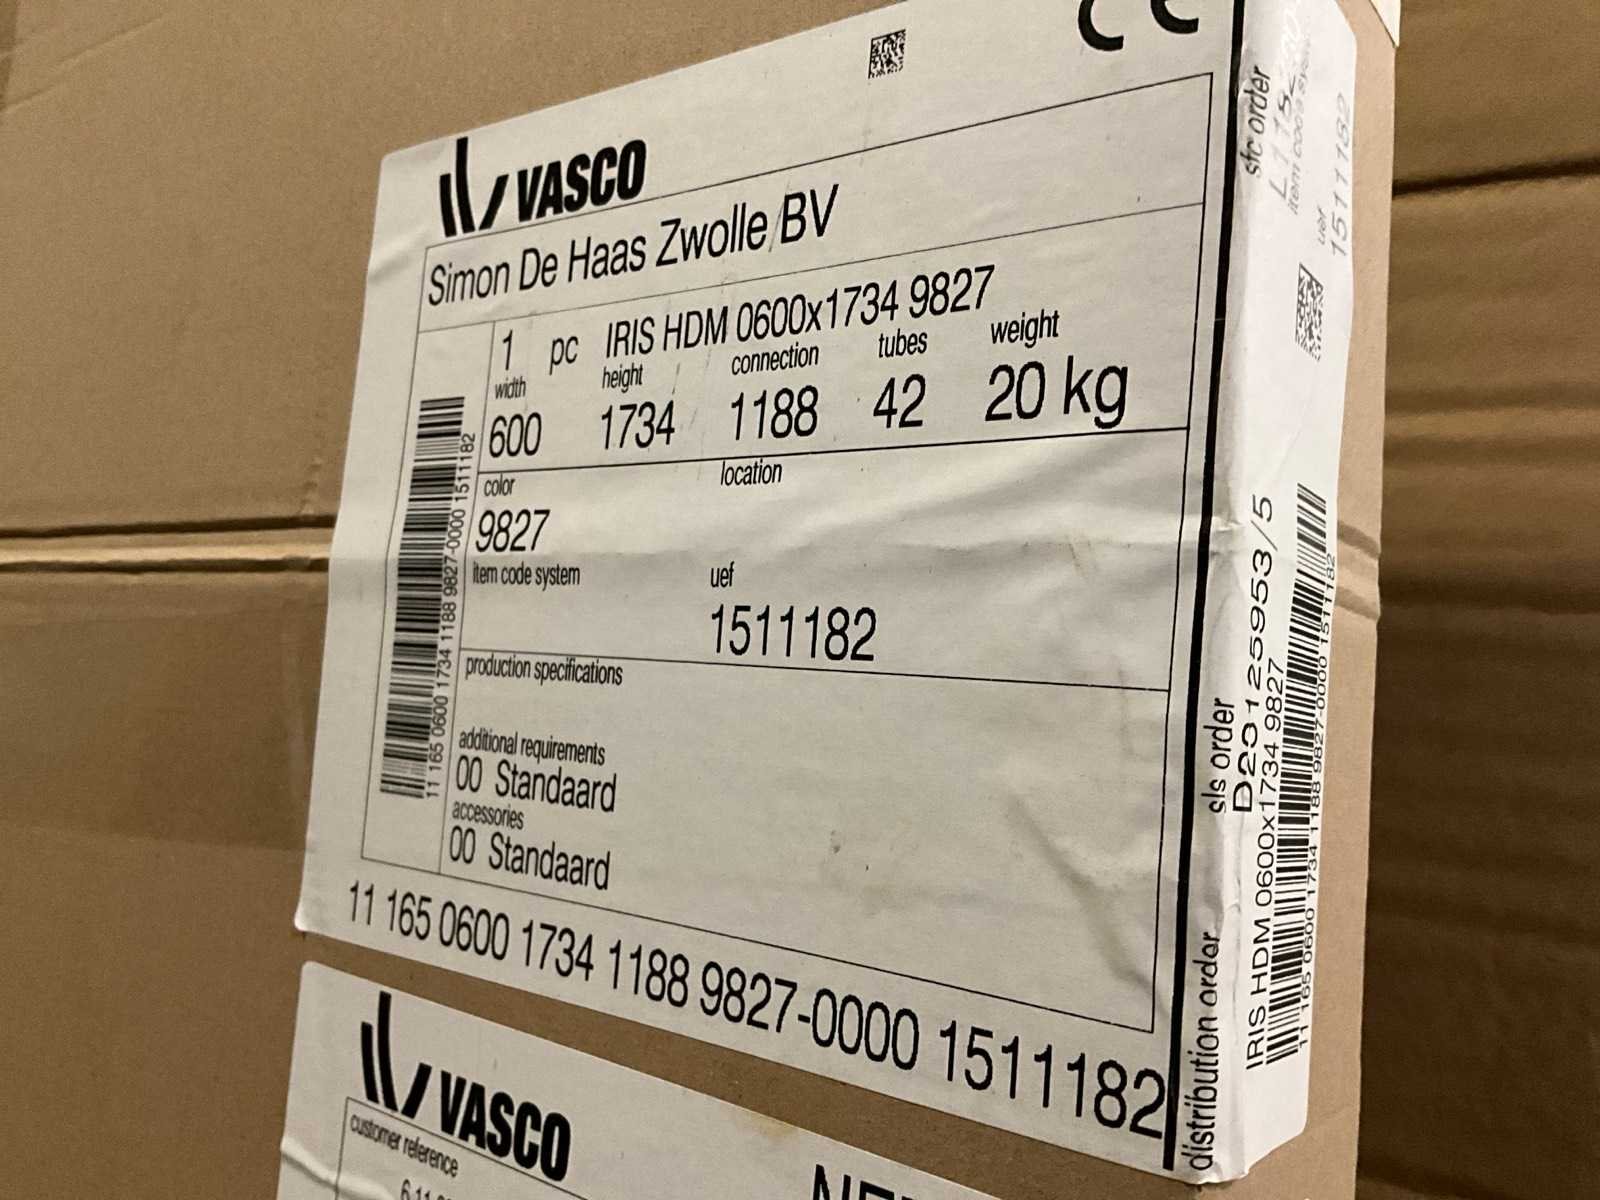 CE
VASCO
Simon De Haas Zwolle BV
1 pc IRIS HDM 0600x1734 9827
width height connection tubes weight
600 1734 1188 42 20 kg
color location
9827
item code system uef
1511182
production specifications
additional requirements
00 Standaard
accessories
00 Standaard
11 165 0600 1734 1188 9827-0000 1511182
11 165 0600 1734 1188 9827-0000 1511182
sfc order
item code system
uef
1511182
sls order
D23125953/5
distribution order
IRIS HDM 0600x1734 9827
11 165 0600 1734 1188 9827-0000 1511182
VASCO
customer reference